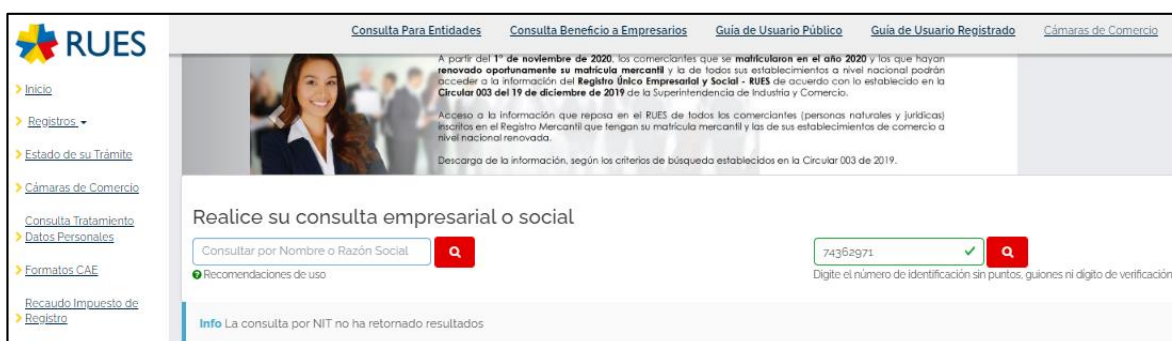 RUES
Consulta Para Entidades Consulta Beneficio a Empresarios Guía de Usuario Público Guía de Usuario Registrado Cámaras de Comercio
Inicio
Registros
Estado de su Trámite
Cámaras de Comercio
Consulta Tratamiento
Datos Personales
Formatos CAE
Recaudo Impuesto de
Registro
A partir del 1° de noviembre de 2020, los comerciantes que se matricularon en el año 2020 y los que hayan
renovado oportunamente su matrícula mercantil y la de todos sus establecimientos a nivel nacional podrán
acceder a la información del Registro Único Empresarial y Social - RUES de acuerdo con lo establecido en la
Circular 003 del 19 de diciembre de 2019 de la Superintendencia de Industria y Comercio.
Acceso a la información que reposa en el RUES de todos los comerciantes (personas naturales y jurídicas)
inscritos en el Registro Mercantil que tengan su matrícula mercantil y las de sus establecimientos de comercio a
nivel nacional renovada.
Descarga de la información, según los criterios de búsqueda establecidos en la Circular 003 de 2019.
Realice su consulta empresarial o social
Consultar por Nombre o Razón Social
Recomendaciones de uso
74362971
Digite el número de identificación sin puntos, guiones ni dígito de verificación
Info La consulta por NIT no ha retornado resultados